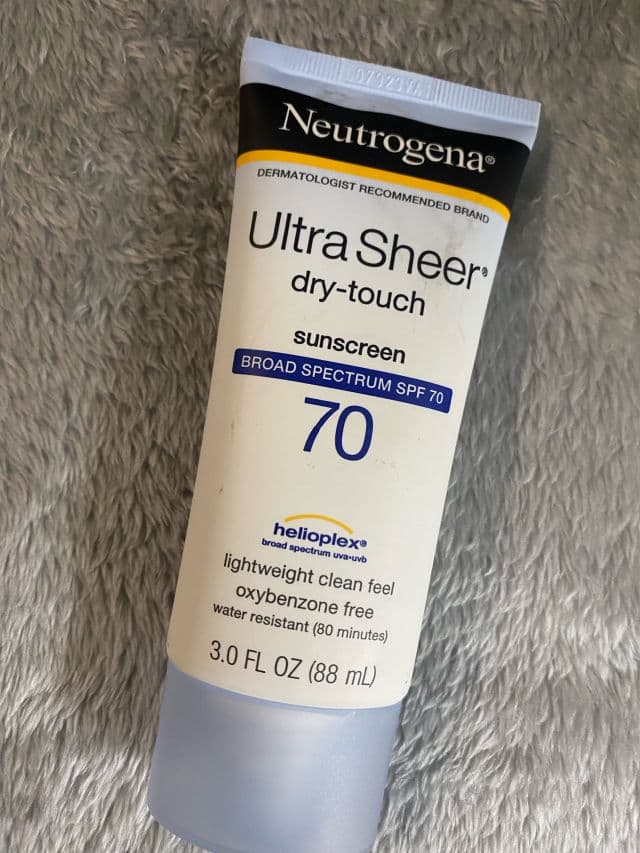 Neutrogena®
DERMATOLOGIST RECOMMENDED BRAND
Ultra Sheer®
dry-touch
sunscreen
BROAD SPECTRUM SPF 70
70
helioplex®
broad spectrum uva•uvb
lightweight clean feel
oxybenzone free
water resistant (80 minutes)
3.0 FL OZ (88 mL)